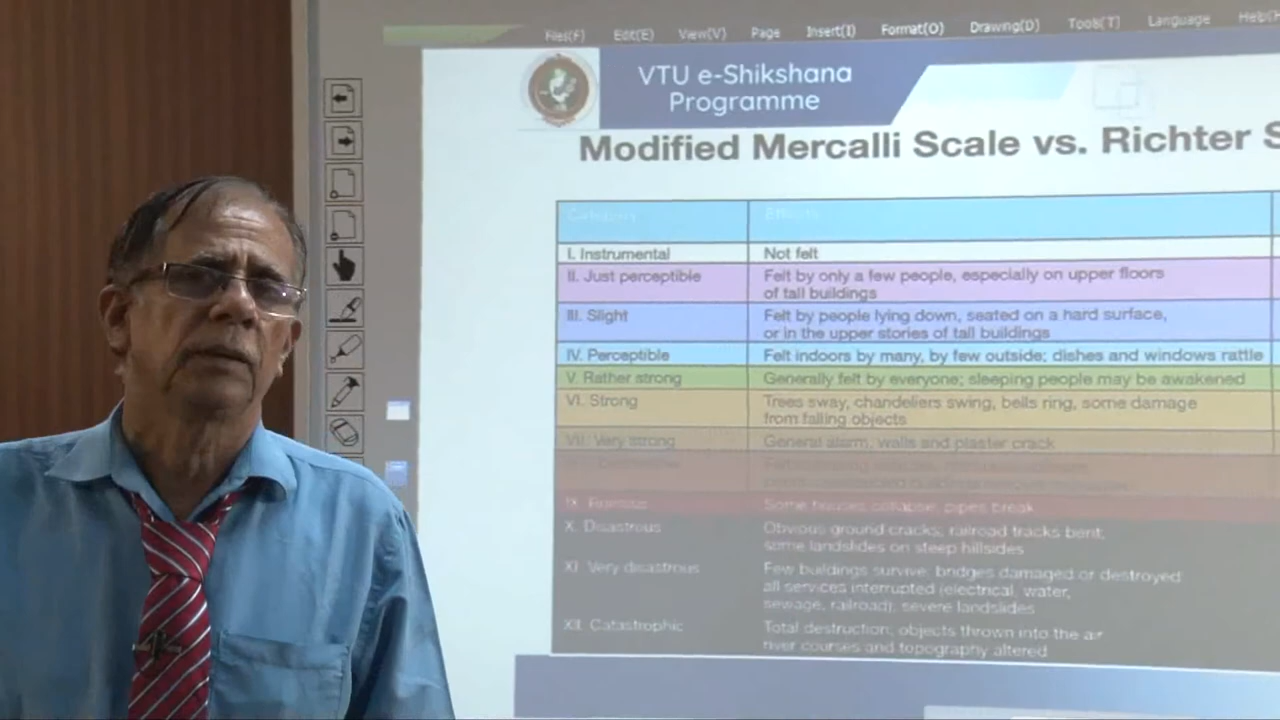 Files(F) Edit(E) View(V) Page Insert(I) Format(O) Drawing(D) Tools(T) Language Help(
VTU e-Shikshana
Programme
Modified Mercalli Scale vs. Richter S
Category Effects
I. Instrumental Not felt
II. Just perceptible Felt by only a few people, especially on upper floors
of tall buildings
III. Slight Felt by people lying down, seated on a hard surface,
or in the upper stories of tall buildings
IV. Perceptible Felt indoors by many, by few outside; dishes and windows rattle
V. Rather strong Generally felt by everyone; sleeping people may be awakened
VI. Strong Trees sway, chandeliers swing, bells ring, some damage
from falling objects
VII. Very strong General alarm, walls and plaster crack
IX. Some houses collapse, pipes break
X. Disastrous Obvious ground cracks; railroad tracks bent,
some landslides on steep hillsides
XI. Very disastrous Few buildings survive; bridges damaged or destroyed
all services interrupted (electrical, water,
sewage, railroad), severe landslides
XII. Catastrophic Total destruction; objects thrown into the air
river courses and topography altered